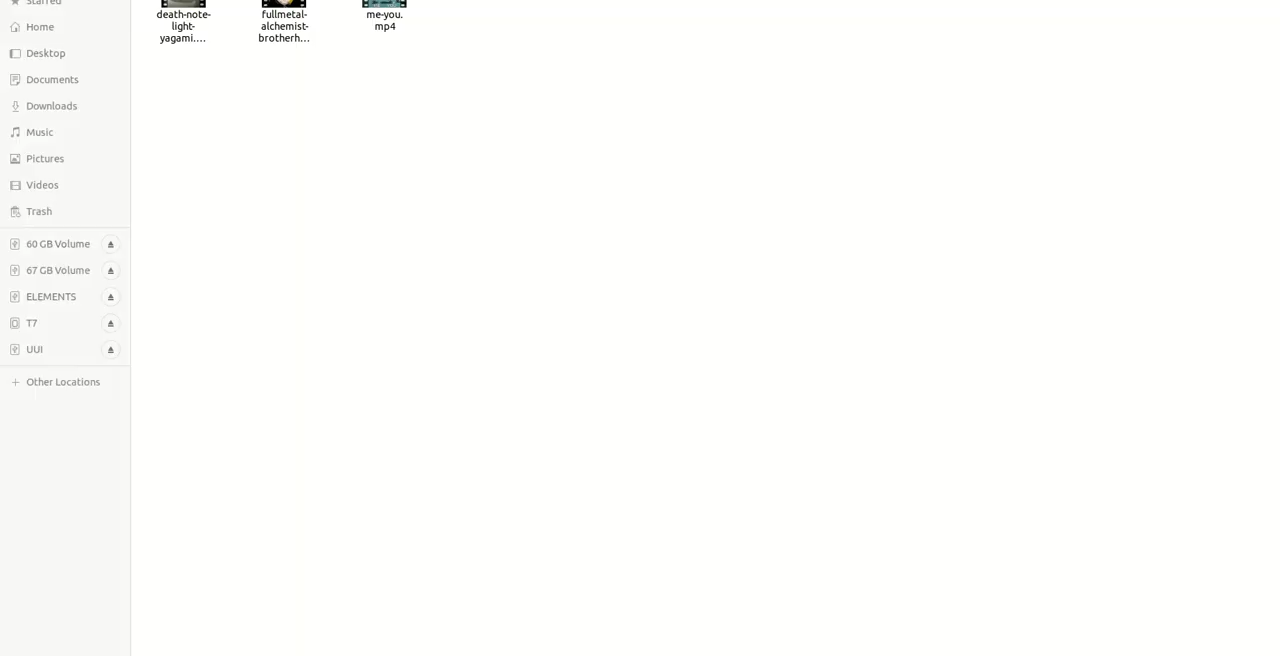 Starred
Home
Desktop
Documents
Downloads
Music
Pictures
Videos
Trash
60 GB Volume
67 GB Volume
ELEMENTS
T7
UUI
Other Locations
death-note-
light-
yagami.…
fullmetal-
alchemist-
brotherh…
me-you.
mp4